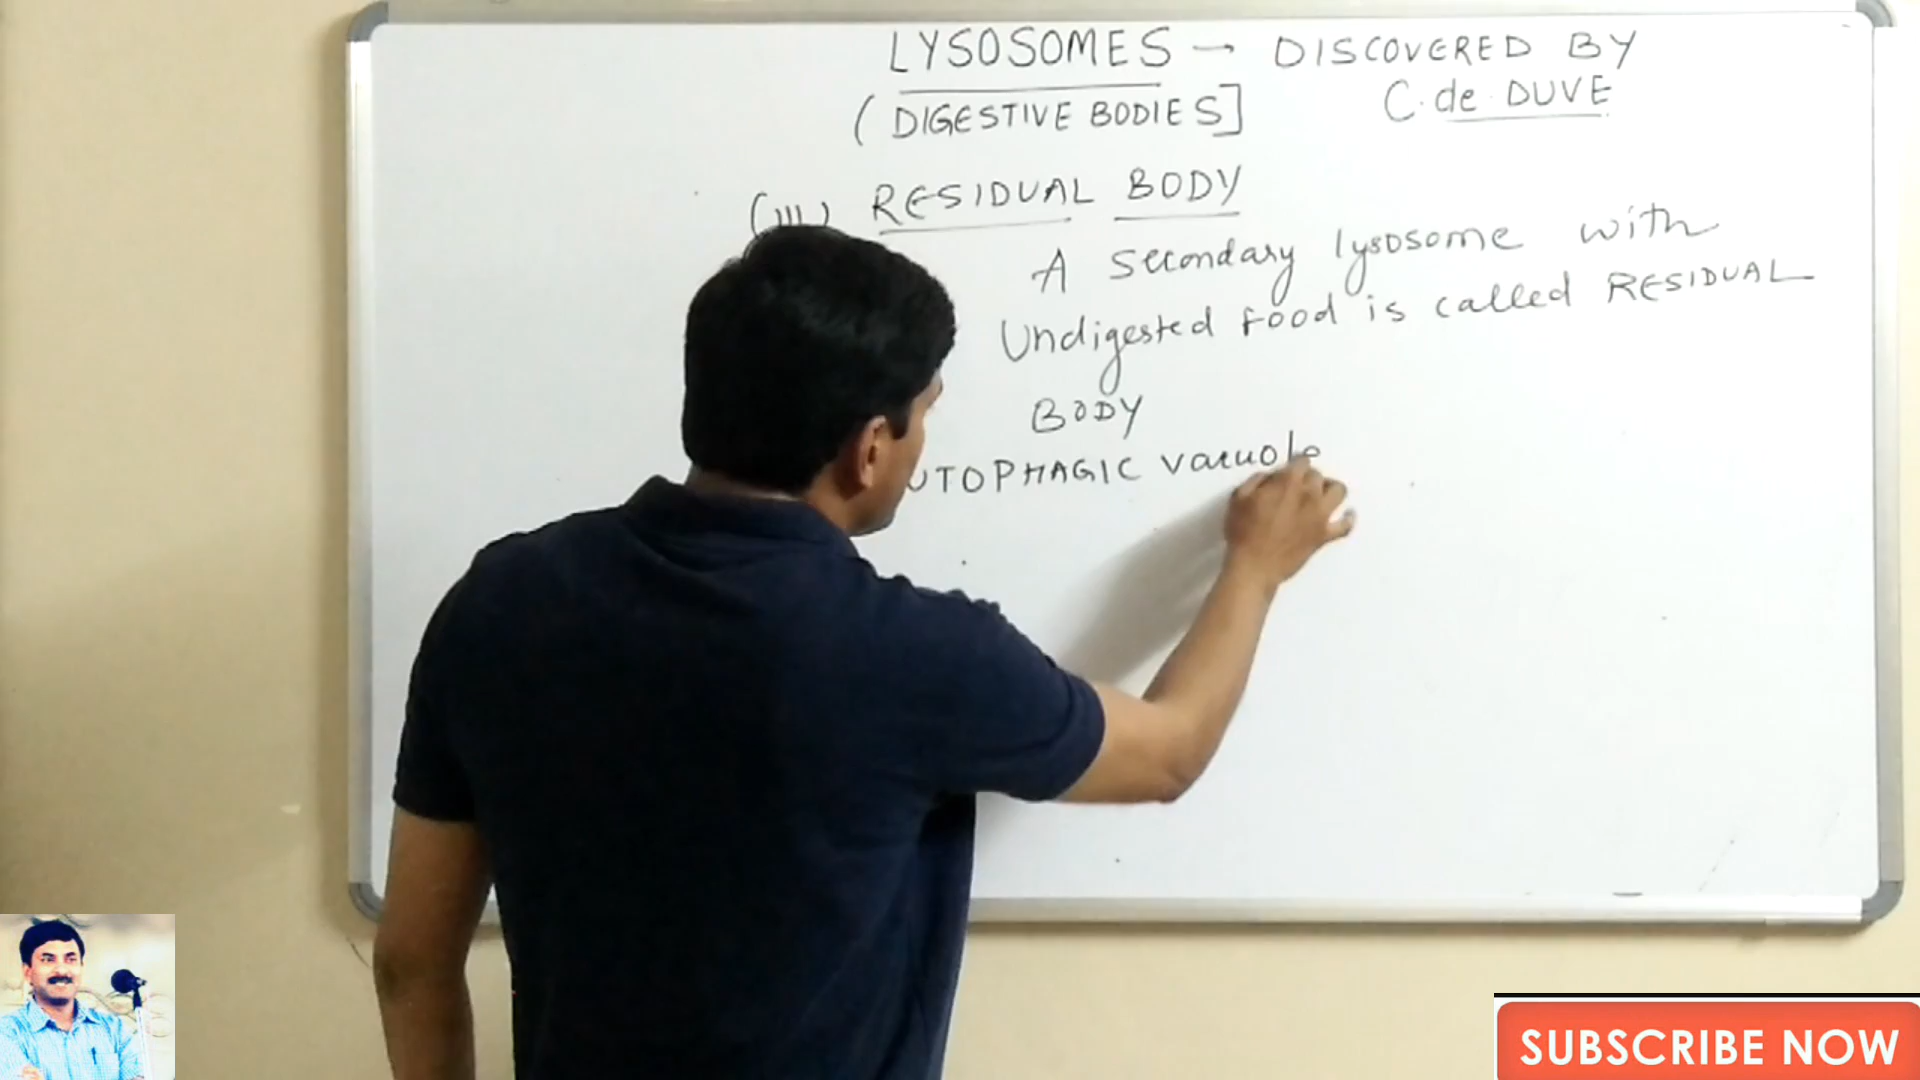 LYSOSOMES → DISCOVERED BY
(DIGESTIVE BODIES] C. de. DUVE
(III) RESIDUAL BODY
A secondary lysosome with
Undigested food is called RESIDUAL
BODY
UTOPHAGIC vacuole
SUBSCRIBE NOW